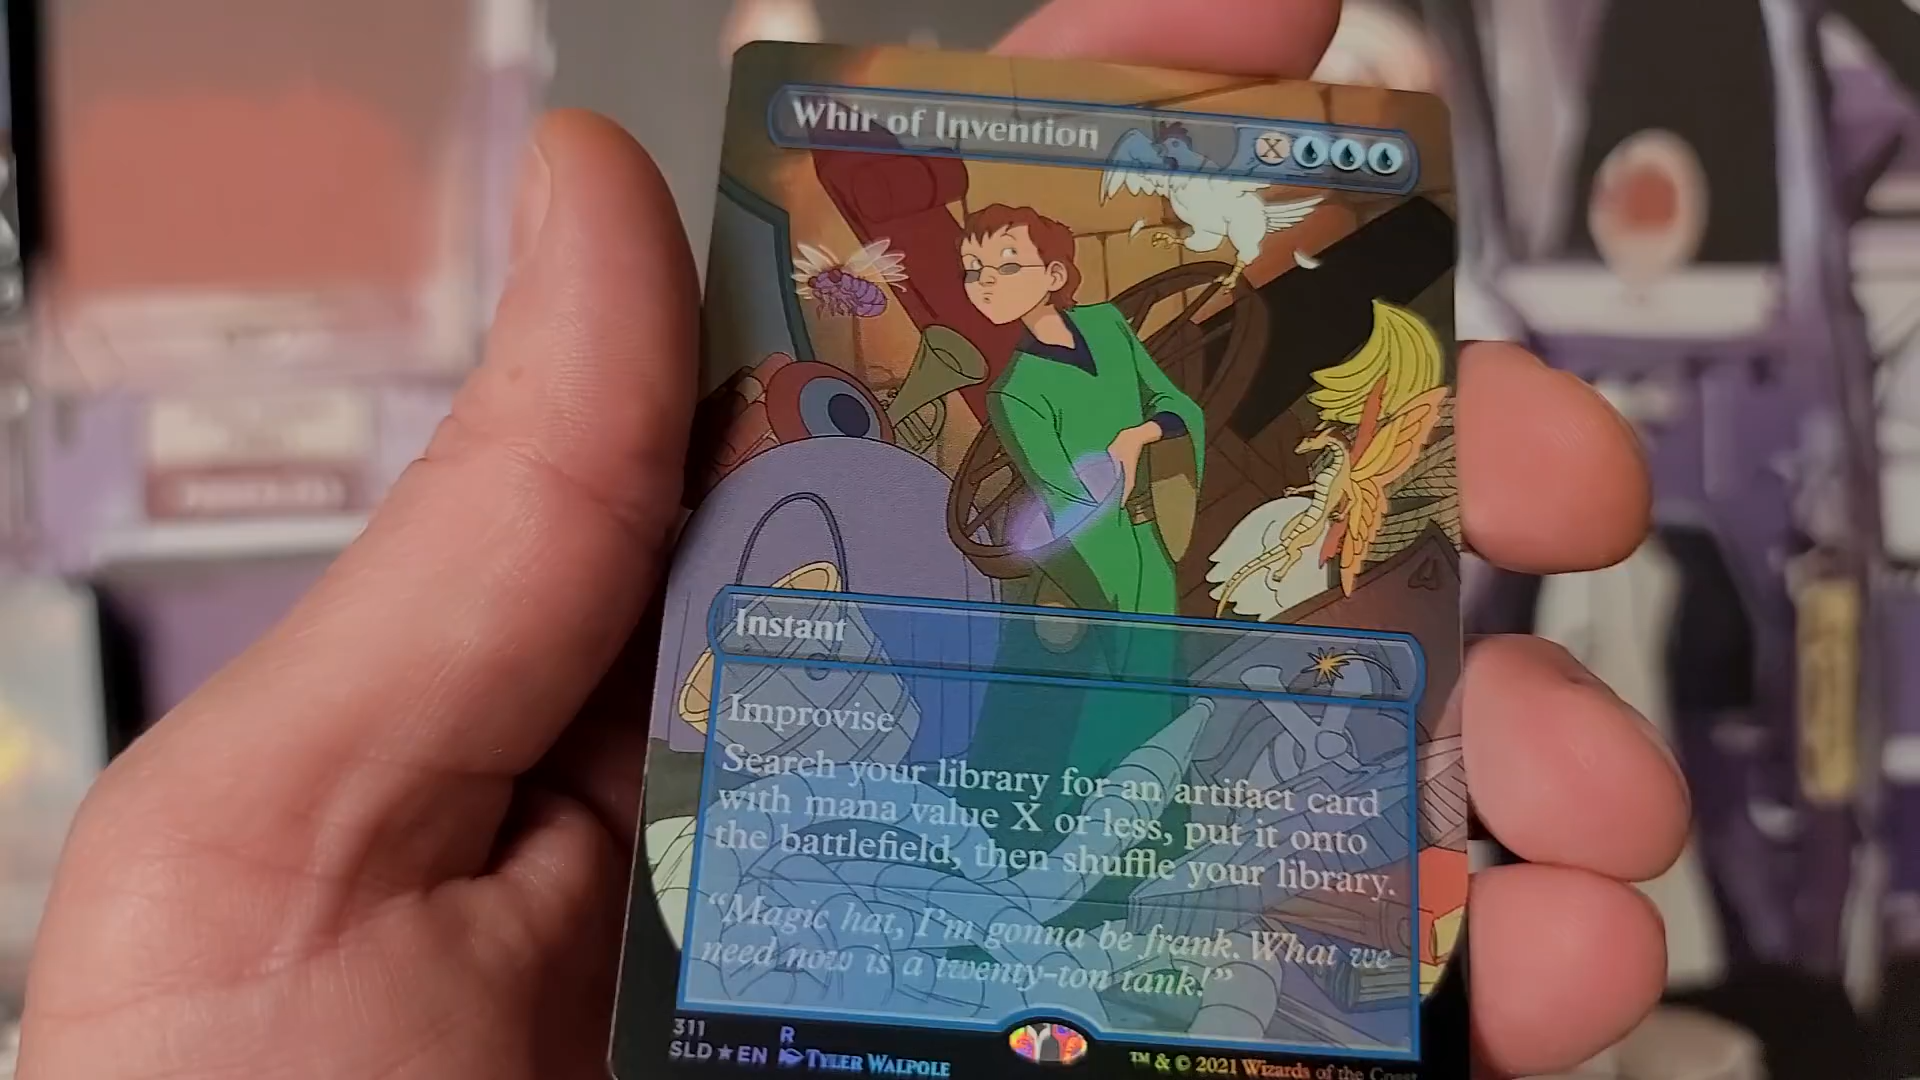 Whir of Invention X
Instant
Improvise
Search your library for an artifact card
with mana value X or less, put it onto
the battlefield, then shuffle your library.
“Magic hat, I’m gonna be frank. What we
need now is a twenty-ton tank!”
311 R
SLD★EN TYLER WALPOLE
™ & © 2021 Wizards of the Coast